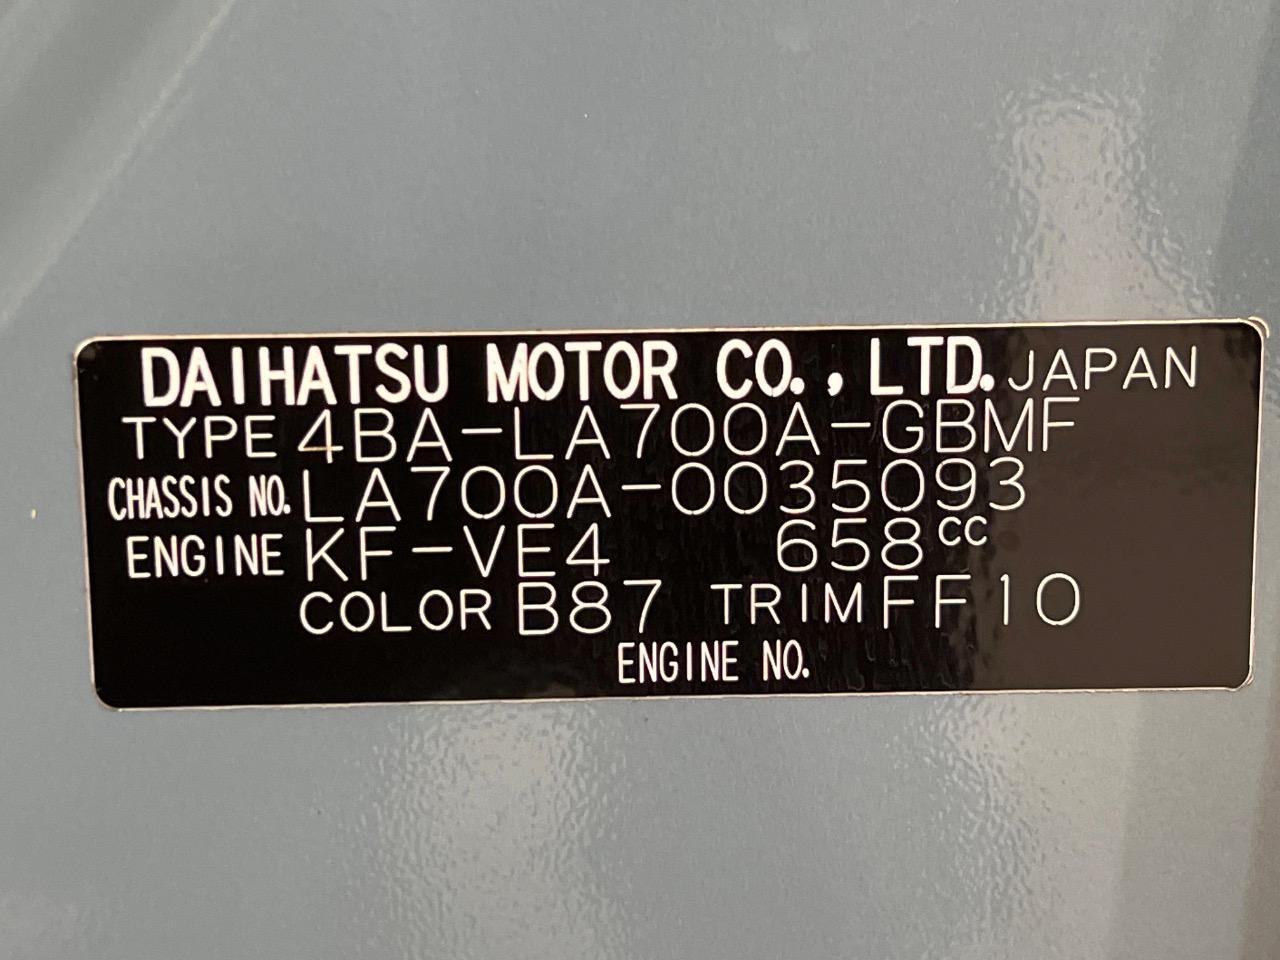 DAIHATSU MOTOR CO., LTD. JAPAN
TYPE 4BA-LA700A-GBMF
CHASSIS NO. LA700A-0035093
ENGINE KF-VE4 658cc
COLOR B87 TRIM FF10
ENGINE NO.